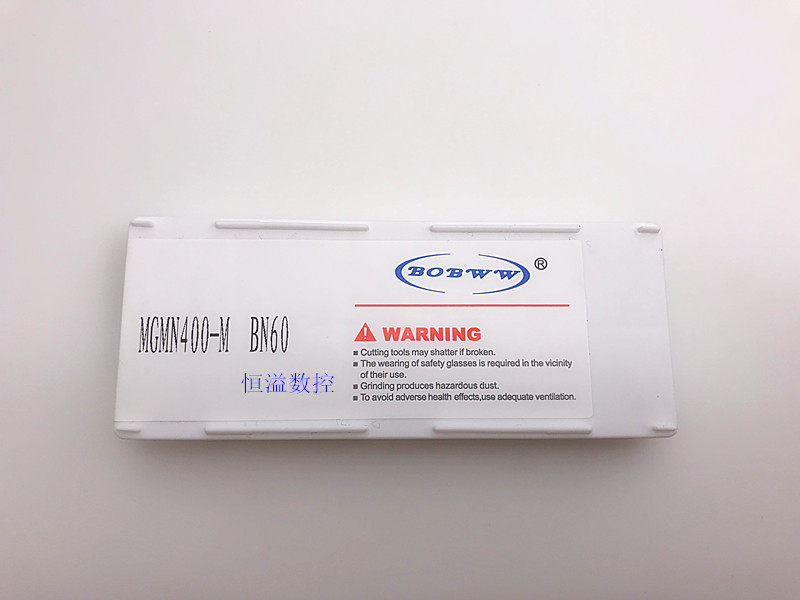 BOBWW®
MGMN400-M BN60
恒溢数控
WARNING
▪ Cutting tools may shatter if broken.
▪ The wearing of safety glasses is required in the vicinity
of their use.
▪ Grinding produces hazardous dust.
▪ To avoid adverse health effects,use adequate ventilation.